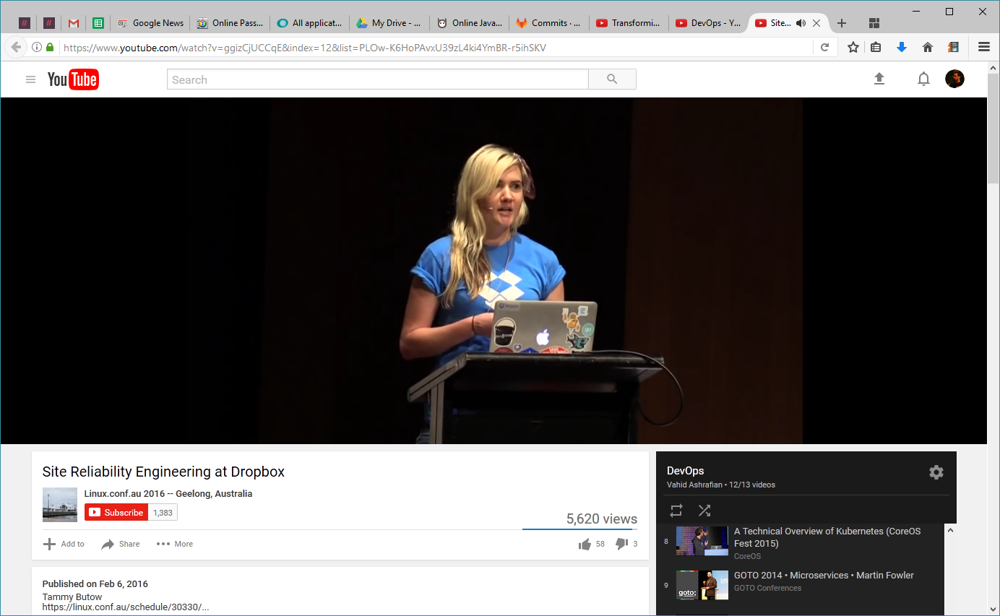 #
#
Google News
Online Pass...
All applicat...
My Drive - ...
Online Java...
Commits · ...
Transformi...
DevOps - Y...
Site...
https://www.youtube.com/watch?v=ggizCjUCCqE&index=12&list=PLOw-K6HoPAvxU39zL4ki4YmBR-r5ihSKV
YouTube
Search
go
Site Reliability Engineering at Dropbox
Linux.conf.au 2016 -- Geelong, Australia
Subscribe 1,383
5,620 views
Add to
Share
More
58
3
Published on Feb 6, 2016
Tammy Butow
https://linux.conf.au/schedule/30330/...
DevOps
Vahid Ashrafian • 12/13 videos
8
A Technical Overview of Kubernetes (CoreOS
Fest 2015)
CoreOS
9
goto;
GOTO 2014 • Microservices • Martin Fowler
GOTO Conferences